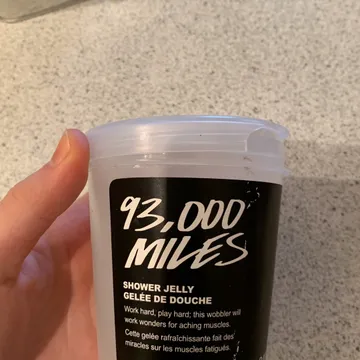 93,000
MILES
SHOWER JELLY
GELÉE DE DOUCHE
Work hard, play hard; this wobbler will
work wonders for aching muscles.
Cette gelée rafraîchissante fait des
miracles sur les muscles fatigués.